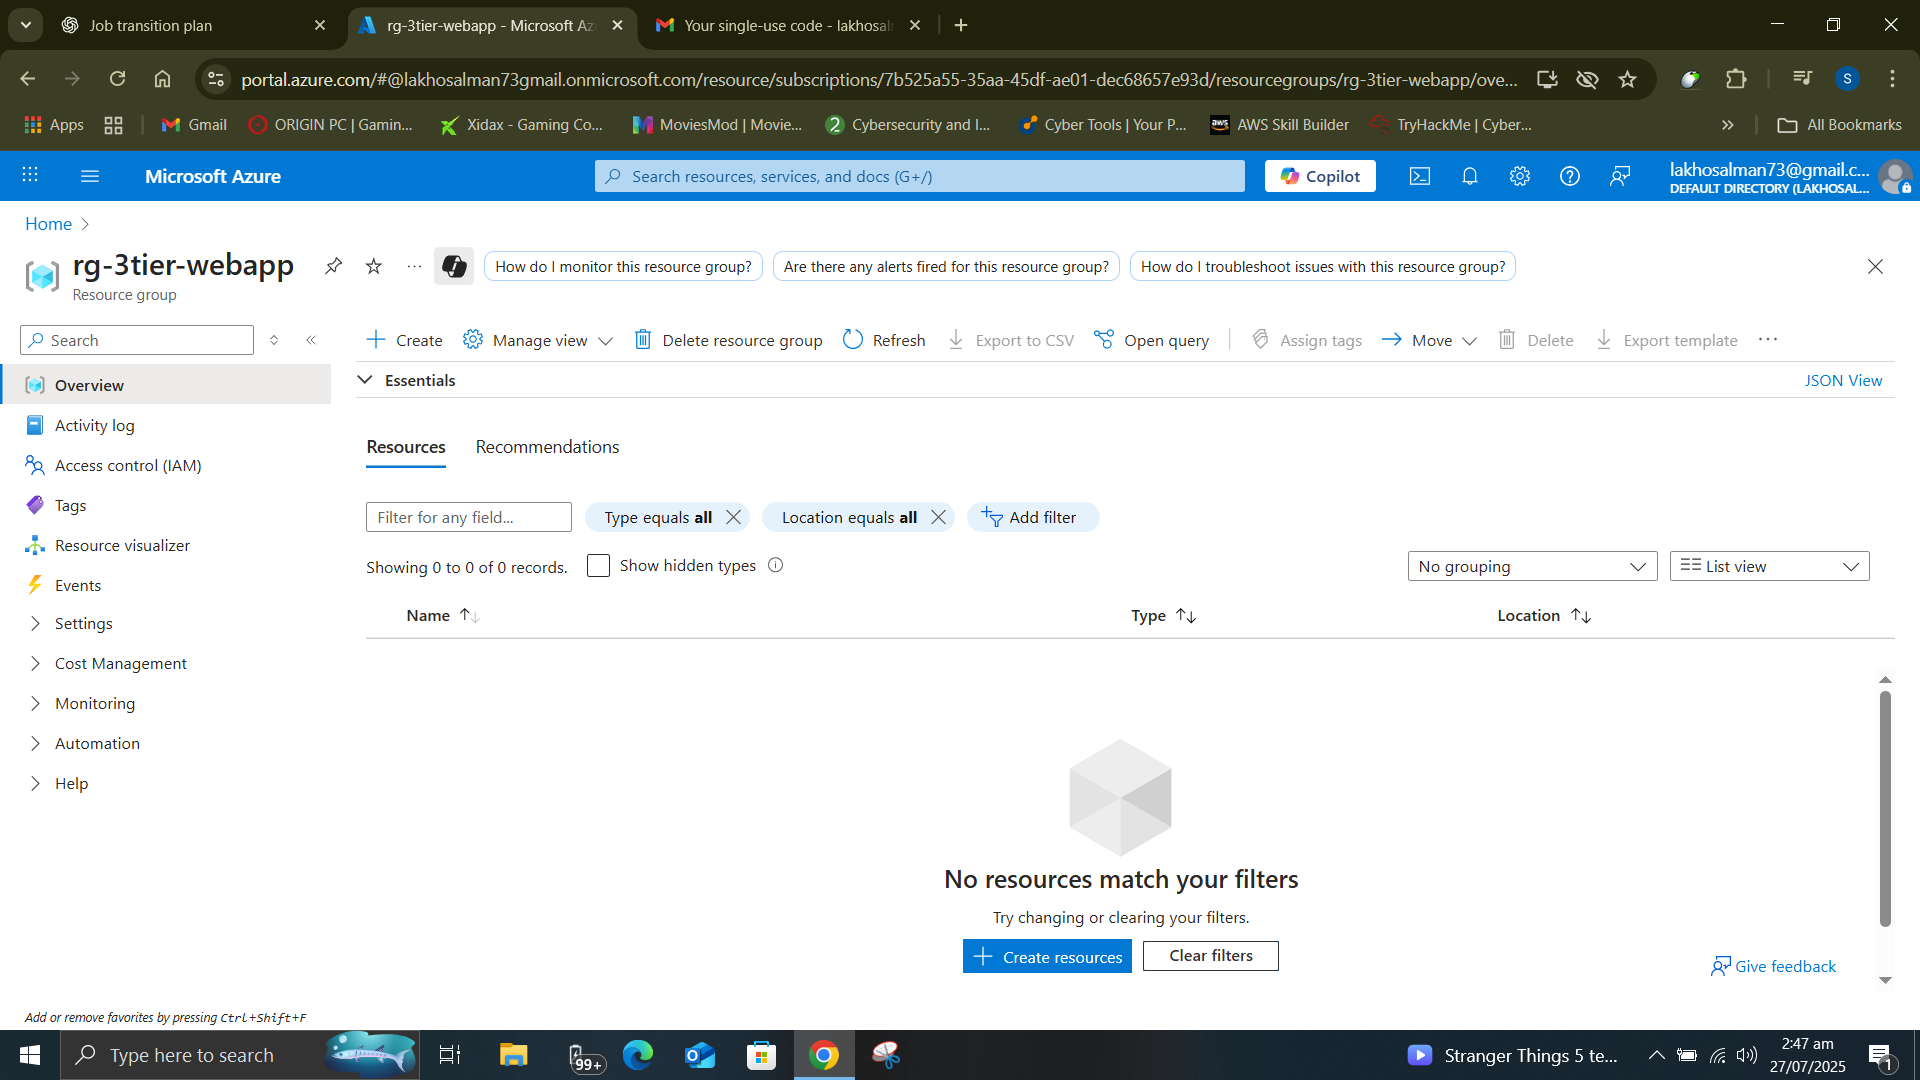 Job transition plan
rg-3tier-webapp - Microsoft Az
Your single-use code - lakhosal
portal.azure.com/#@lakhosalman73gmail.onmicrosoft.com/resource/subscriptions/7b525a55-35aa-45df-ae01-dec68657e93d/resourcegroups/rg-3tier-webapp/ove...
S
Apps
Gmail
ORIGIN PC | Gamin...
Xidax - Gaming Co...
MoviesMod | Movie...
Cybersecurity and I...
Cyber Tools | Your P...
aws
AWS Skill Builder
TryHackMe | Cyber...
All Bookmarks
Microsoft Azure
Search resources, services, and docs (G+/)
Copilot
lakhosalman73@gmail.c...
DEFAULT DIRECTORY (LAKHOSAL...
Home
rg-3tier-webapp
Resource group
How do I monitor this resource group?
Are there any alerts fired for this resource group?
How do I troubleshoot issues with this resource group?
Search
Create
Manage view
Delete resource group
Refresh
Export to CSV
Open query
Assign tags
Move
Delete
Export template
Essentials
JSON View
Overview
Activity log
Access control (IAM)
Tags
Resource visualizer
Events
Settings
Cost Management
Monitoring
Automation
Help
Resources
Recommendations
Filter for any field...
Type equals all
Location equals all
Add filter
Showing 0 to 0 of 0 records.
Show hidden types
No grouping
List view
Name
Type
Location
No resources match your filters
Try changing or clearing your filters.
Create resources
Clear filters
Give feedback
Add or remove favorites by pressing Ctrl+Shift+F
Type here to search
99+
Stranger Things 5 te...
2:47 am
27/07/2025
1